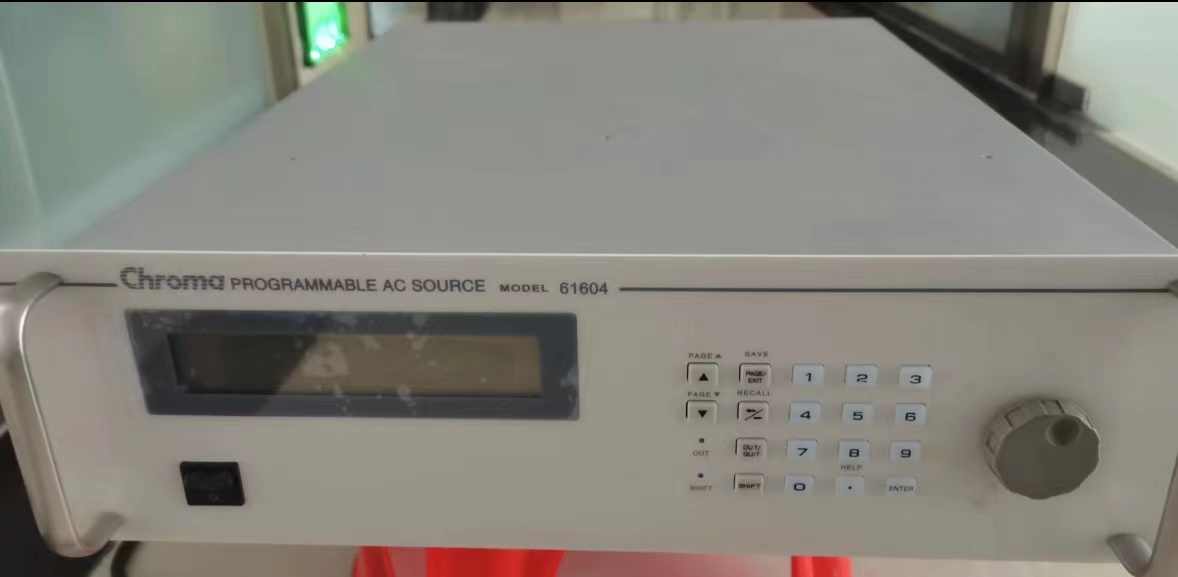 Chroma PROGRAMMABLE AC SOURCE MODEL 61604
PAGE ▲ SAVE
▲ PAGE/EXIT 1 2 3
PAGE ▼ RECALL
▼ 4 5 6
OUT OUT/QUIT 7 8 9
HELP
SHIFT SHIFT 0 . ENTER